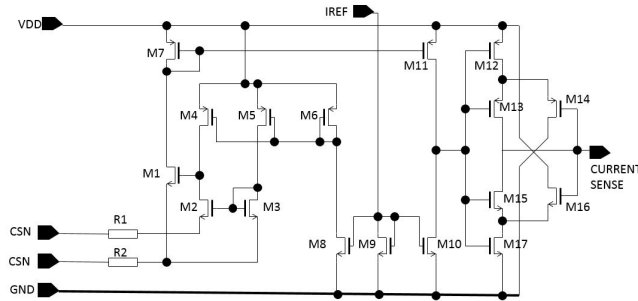 IREF
VDD
M7
M11
M12
M4
M5
M6
M13
M14
M1
CURRENT
SENSE
M2
M3
M15
M16
R1
CSN
M8
M9
M10
M17
R2
CSN
GND